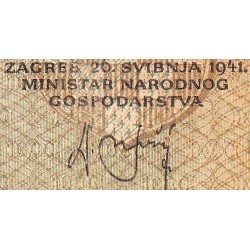 ZAGREB 26. SVIBNJA 1941.
MINISTAR NARODNOG
GOSPODARSTVA